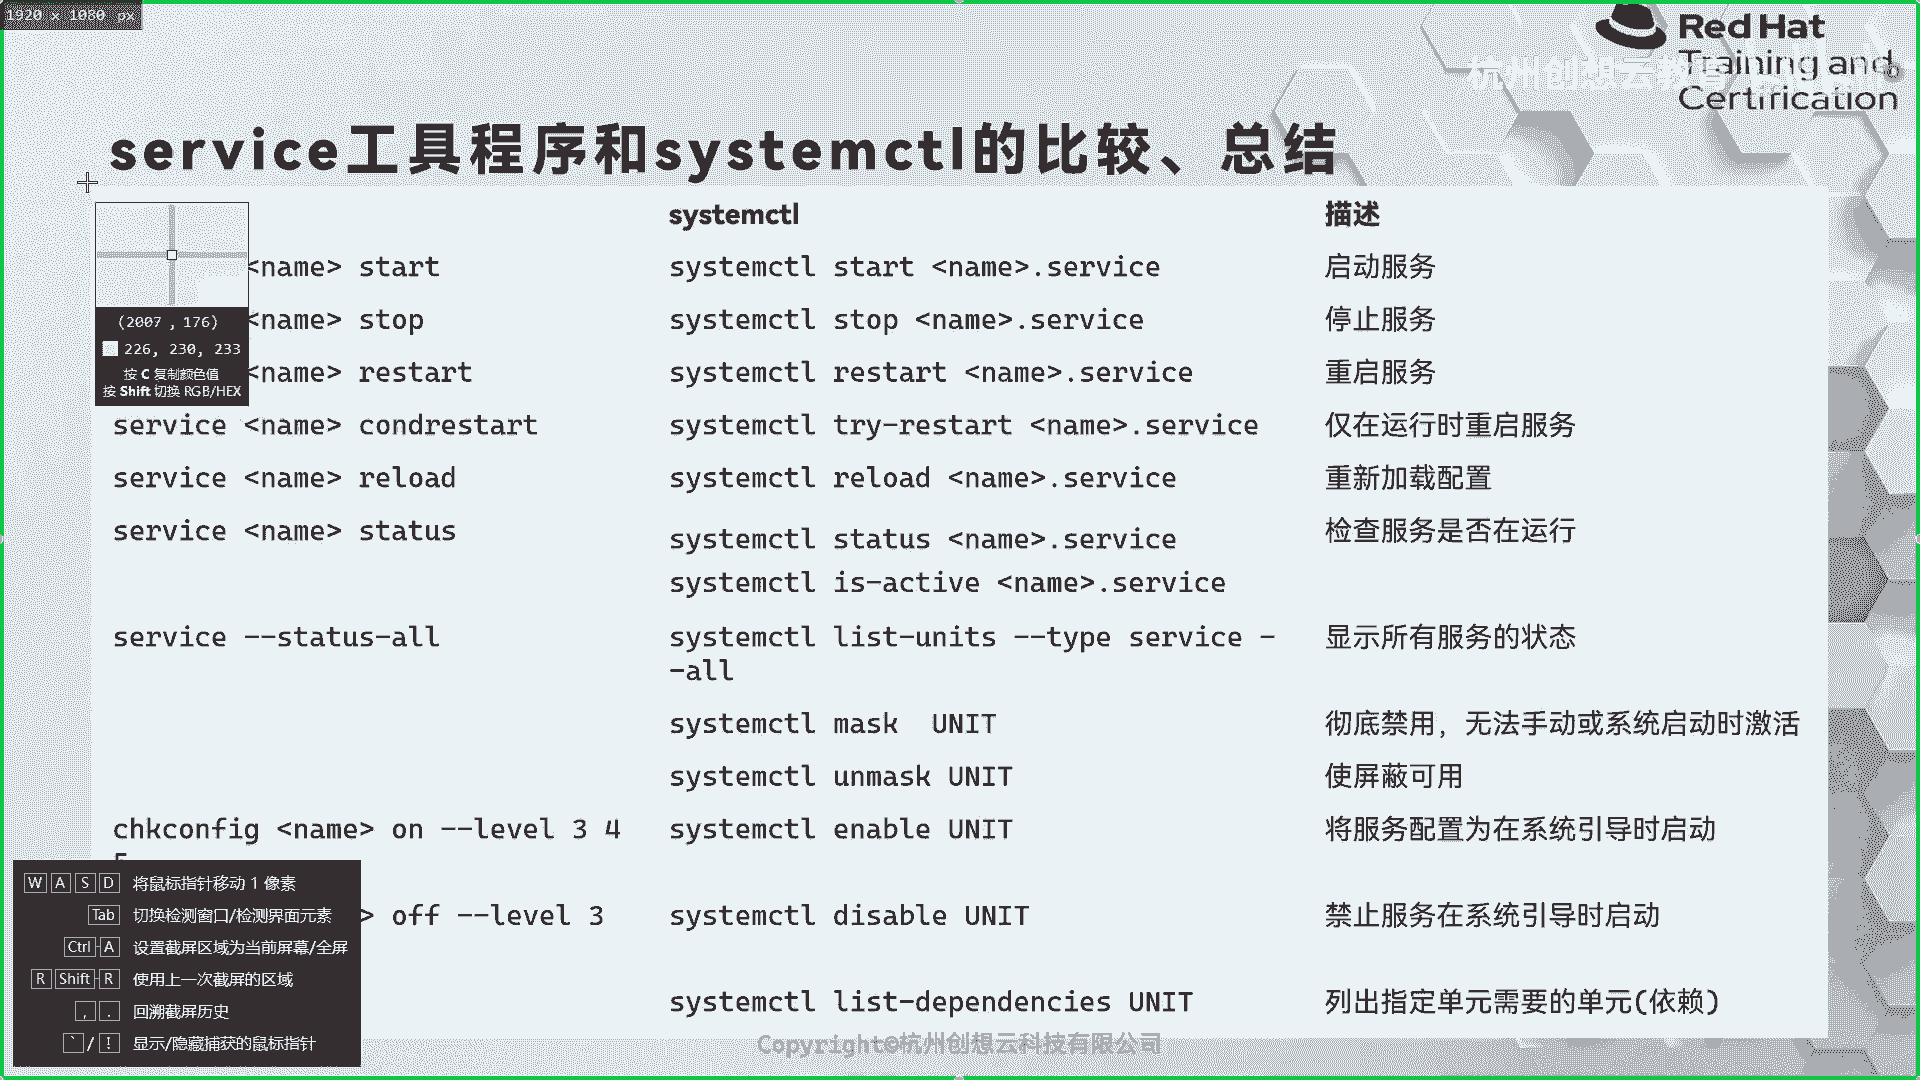 1920 x 1080 px
Red Hat
Training and
Certification
杭州创想云教育
service工具程序和systemctl的比较、总结
systemctl 描述
<name> start systemctl start <name>.service 启动服务
<name> stop systemctl stop <name>.service 停止服务
<name> restart systemctl restart <name>.service 重启服务
(2007 , 176)
226, 230, 233
按 C 复制颜色值
按 Shift 切换 RGB/HEX
service <name> condrestart systemctl try-restart <name>.service 仅在运行时重启服务
service <name> reload systemctl reload <name>.service 重新加载配置
service <name> status systemctl status <name>.service 检查服务是否在运行
systemctl is-active <name>.service
service --status-all systemctl list-units --type service - 显示所有服务的状态
-all
systemctl mask UNIT 彻底禁用，无法手动或系统启动时激活
systemctl unmask UNIT 使屏蔽可用
chkconfig <name> on --level 3 4 systemctl enable UNIT 将服务配置为在系统引导时启动
> off --level 3 systemctl disable UNIT 禁止服务在系统引导时启动
systemctl list-dependencies UNIT 列出指定单元需要的单元(依赖)
W A S D 将鼠标指针移动 1 像素
Tab 切换检测窗口/检测界面元素
Ctrl-A 设置截屏区域为当前屏幕/全屏
R Shift-R 使用上一次截屏的区域
, . 回溯截屏历史
` / ! 显示/隐藏捕获的鼠标指针
Copyright©杭州创想云科技有限公司